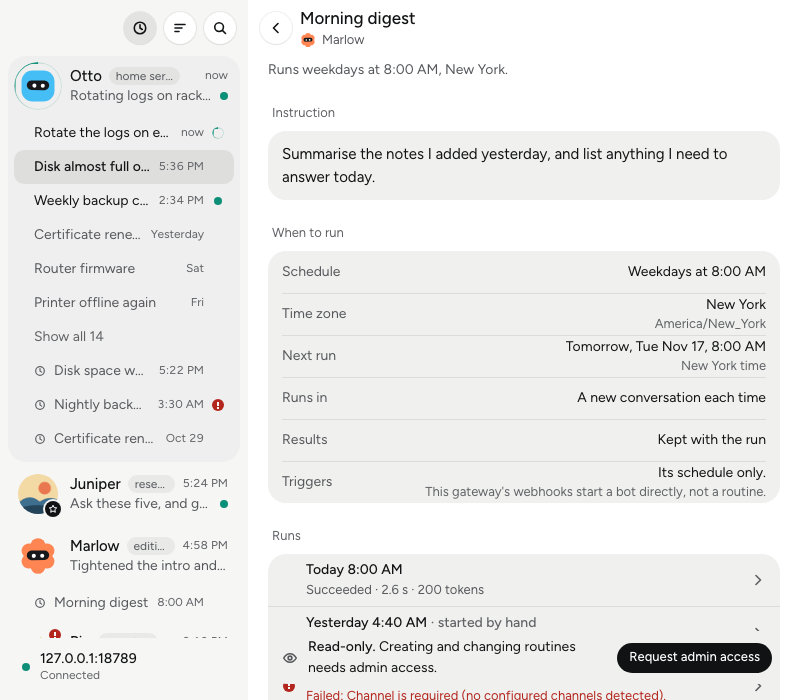 Otto home ser... now
Rotating logs on rack...
Rotate the logs on e... now
Disk almost full o... 5:36 PM
Weekly backup c... 2:34 PM
Certificate rene... Yesterday
Router firmware Sat
Printer offline again Fri
Show all 14
Disk space w... 5:22 PM
Nightly back... 3:30 AM
Certificate ren... Oct 29
Juniper rese... 5:24 PM
Ask these five, and g...
Marlow editi... 4:58 PM
Tightened the intro and...
Morning digest 8:00 AM
127.0.0.1:18789
Connected
Morning digest
Marlow
Runs weekdays at 8:00 AM, New York.
Instruction
Summarise the notes I added yesterday, and list anything I need to
answer today.
When to run
Schedule Weekdays at 8:00 AM
Time zone New York
America/New_York
Next run Tomorrow, Tue Nov 17, 8:00 AM
New York time
Runs in A new conversation each time
Results Kept with the run
Triggers Its schedule only.
This gateway's webhooks start a bot directly, not a routine.
Runs
Today 8:00 AM
Succeeded · 2.6 s · 200 tokens
Yesterday 4:40 AM · started by hand
Read-only. Creating and changing routines
needs admin access.
Request admin access
Failed: Channel is required (no configured channels detected).